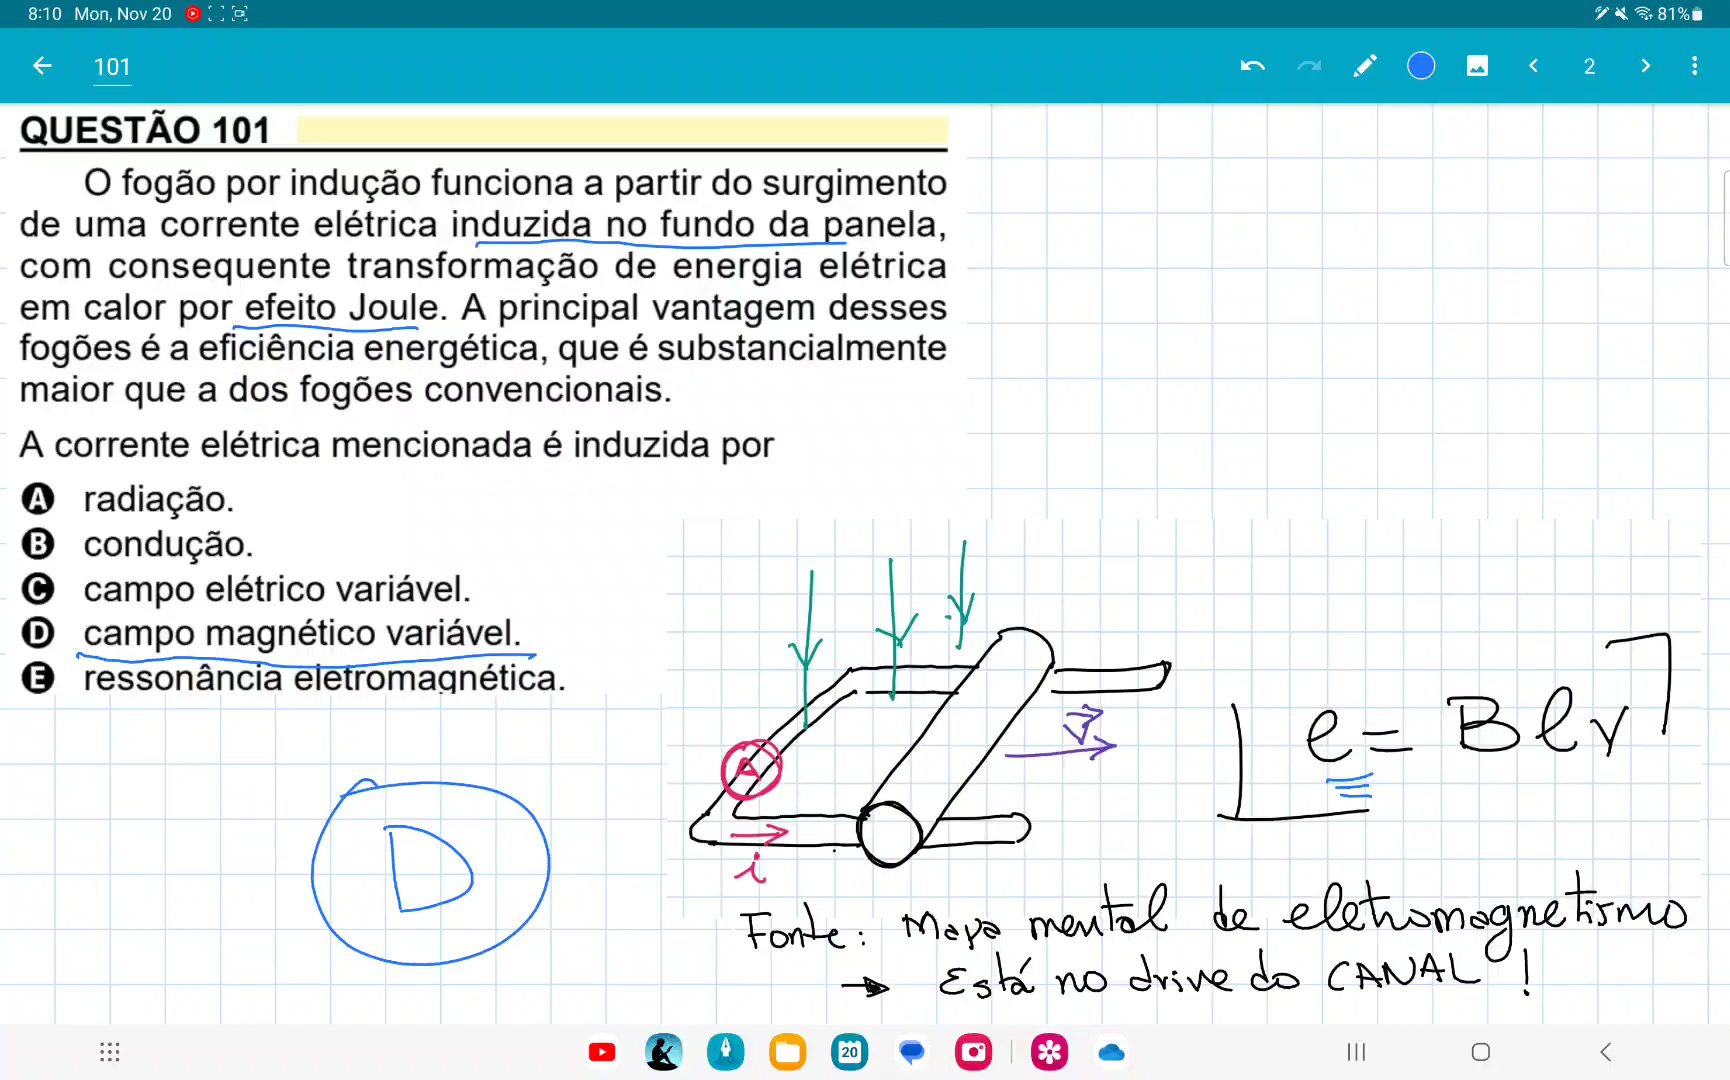 8:10 Mon, Nov 20
81%
101
2
QUESTÃO 101
O fogão por indução funciona a partir do surgimento
de uma corrente elétrica induzida no fundo da panela,
com consequente transformação de energia elétrica
em calor por efeito Joule. A principal vantagem desses
fogões é a eficiência energética, que é substancialmente
maior que a dos fogões convencionais.
A corrente elétrica mencionada é induzida por
A radiação.
B condução.
C campo elétrico variável.
D campo magnético variável.
E ressonância eletromagnética.
D
A
i
V
e = Blv
Fonte: Mapa mental de eletromagnetismo
→ Está no drive do CANAL!
20